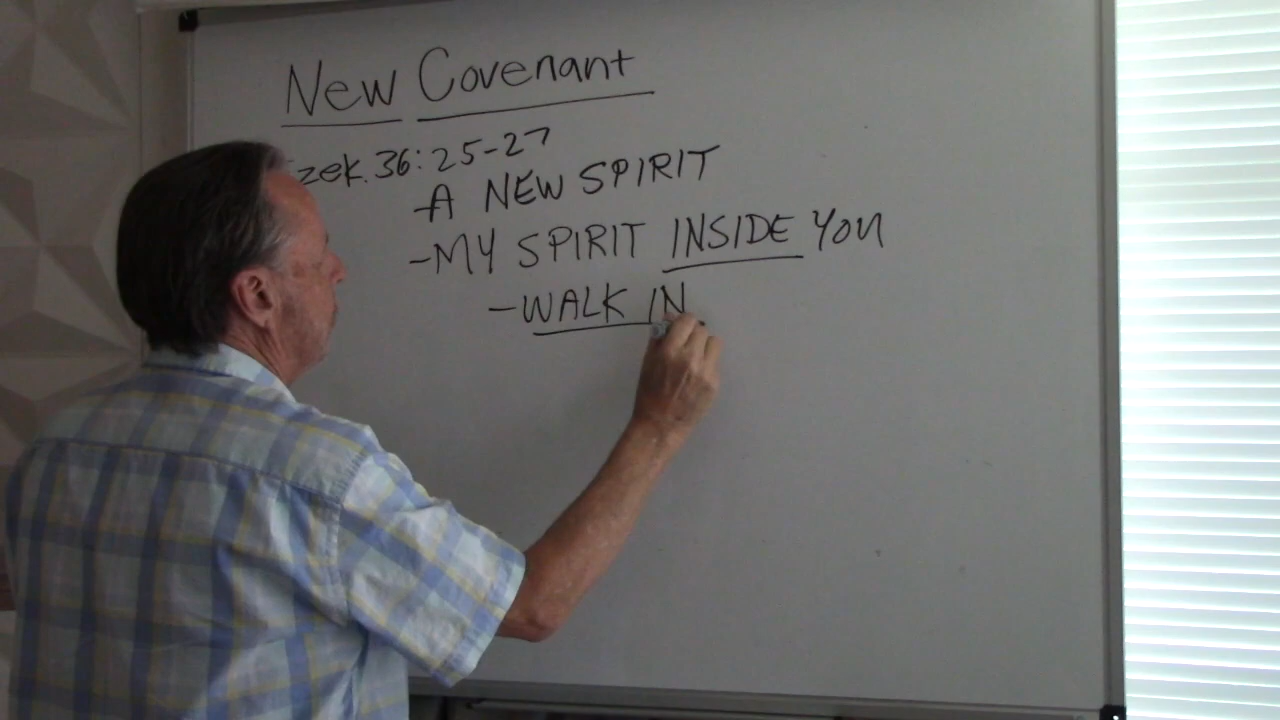 New Covenant
zek. 36:25-27
-A NEW SPIRIT
-MY SPIRIT INSIDE YOU
-WALK IN